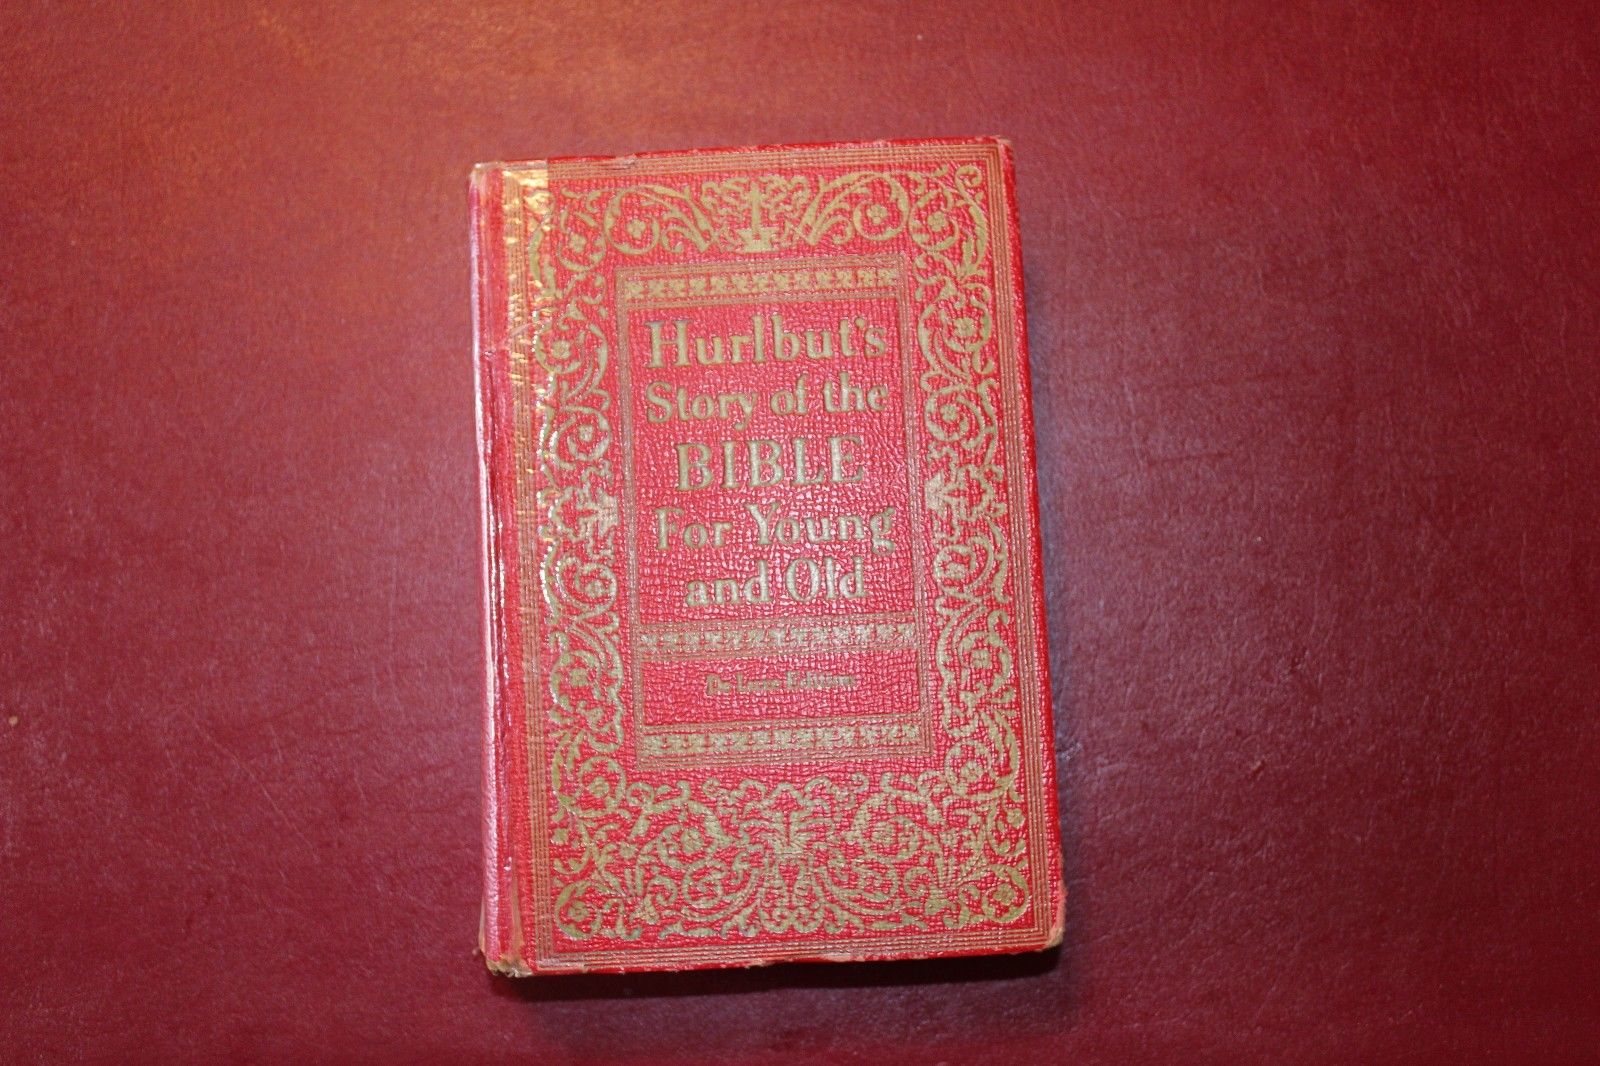 Hurlbut's
Story of the
BIBLE
For Young
and Old
De Luxe Edition